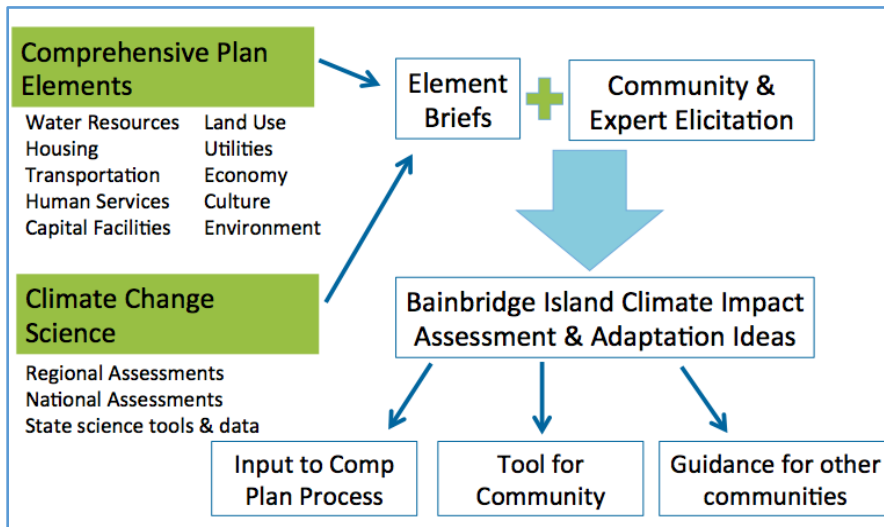 Comprehensive Plan
Elements
Water Resources
Housing
Transportation
Human Services
Capital Facilities
Land Use
Utilities
Economy
Culture
Environment
Climate Change
Science
Regional Assessments
National Assessments
State science tools & data
Element
Briefs
Community &
Expert Elicitation
Bainbridge Island Climate Impact
Assessment & Adaptation Ideas
Input to Comp
Plan Process
Tool for
Community
Guidance for other
communities